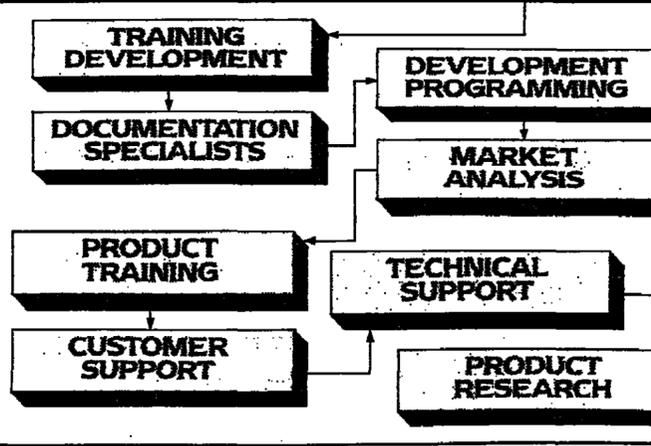 TRAINING
DEVELOPMENT
DEVELOPMENT
PROGRAMMING
DOCUMENTATION
SPECIALISTS
MARKET
ANALYSIS
PRODUCT
TRAINING
TECHNICAL
SUPPORT
CUSTOMER
SUPPORT
PRODUCT
RESEARCH